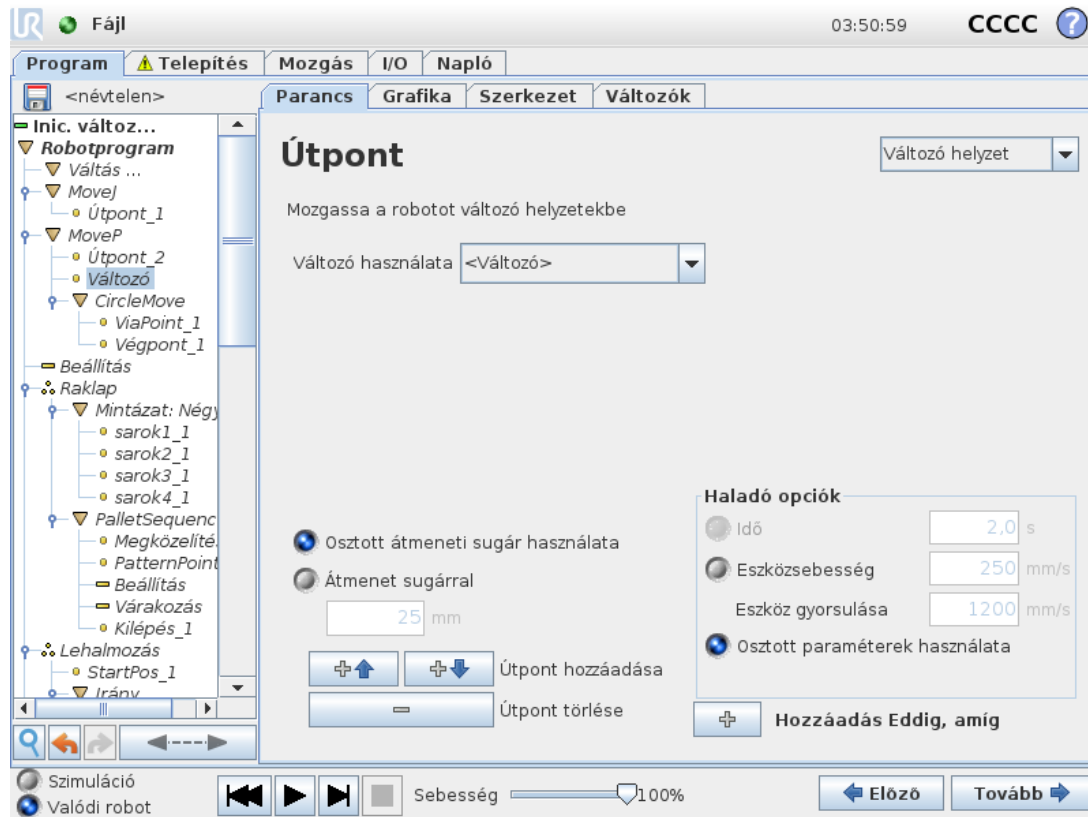 UR Fájl 03:50:59 CCCC ?
Program Telepítés Mozgás I/O Napló
<névtelen>
Parancs Grafika Szerkezet Változók
Inic. változ...
Robotprogram
Váltás ...
MoveJ
Útpont_1
MoveP
Útpont_2
Változó
CircleMove
ViaPoint_1
Végpont_1
Beállítás
Raklap
Mintázat: Négy
sarok1_1
sarok2_1
sarok3_1
sarok4_1
PalletSequenc
Megközelíté.
PatternPoint
Beállítás
Várakozás
Kilépés_1
Lehalmozás
StartPos_1
Irány
Útpont
Változó helyzet
Mozgassa a robotot változó helyzetekbe
Változó használata <Változó>
Osztott átmeneti sugár használata
Átmenet sugárral
25 mm
Útpont hozzáadása
Útpont törlése
Haladó opciók
Idő 2,0 s
Eszközsebesség 250 mm/s
Eszköz gyorsulása 1200 mm/s
Osztott paraméterek használata
Hozzáadás Eddig, amíg
Szimuláció
Valódi robot
Sebesség 100%
Előző Tovább